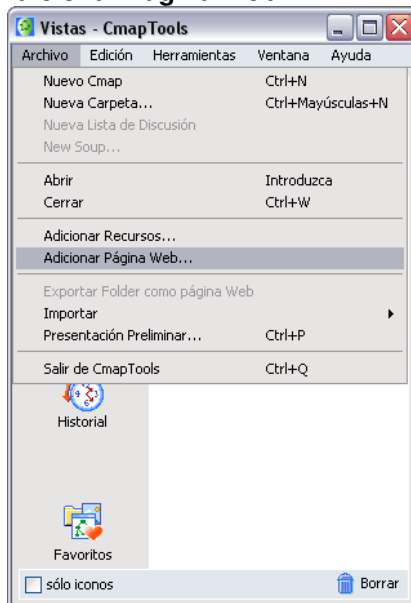 Vistas - CmapTools
Archivo Edición Herramientas Ventana Ayuda
Nuevo Cmap Ctrl+N
Nueva Carpeta... Ctrl+Mayúsculas+N
Nueva Lista de Discusión
New Soup...
Abrir Introduzca
Cerrar Ctrl+W
Adicionar Recursos...
Adicionar Página Web...
Exportar Folder como página Web
Importar
Presentación Preliminar... Ctrl+P
Salir de CmapTools Ctrl+Q
Historial
Favoritos
sólo iconos Borrar